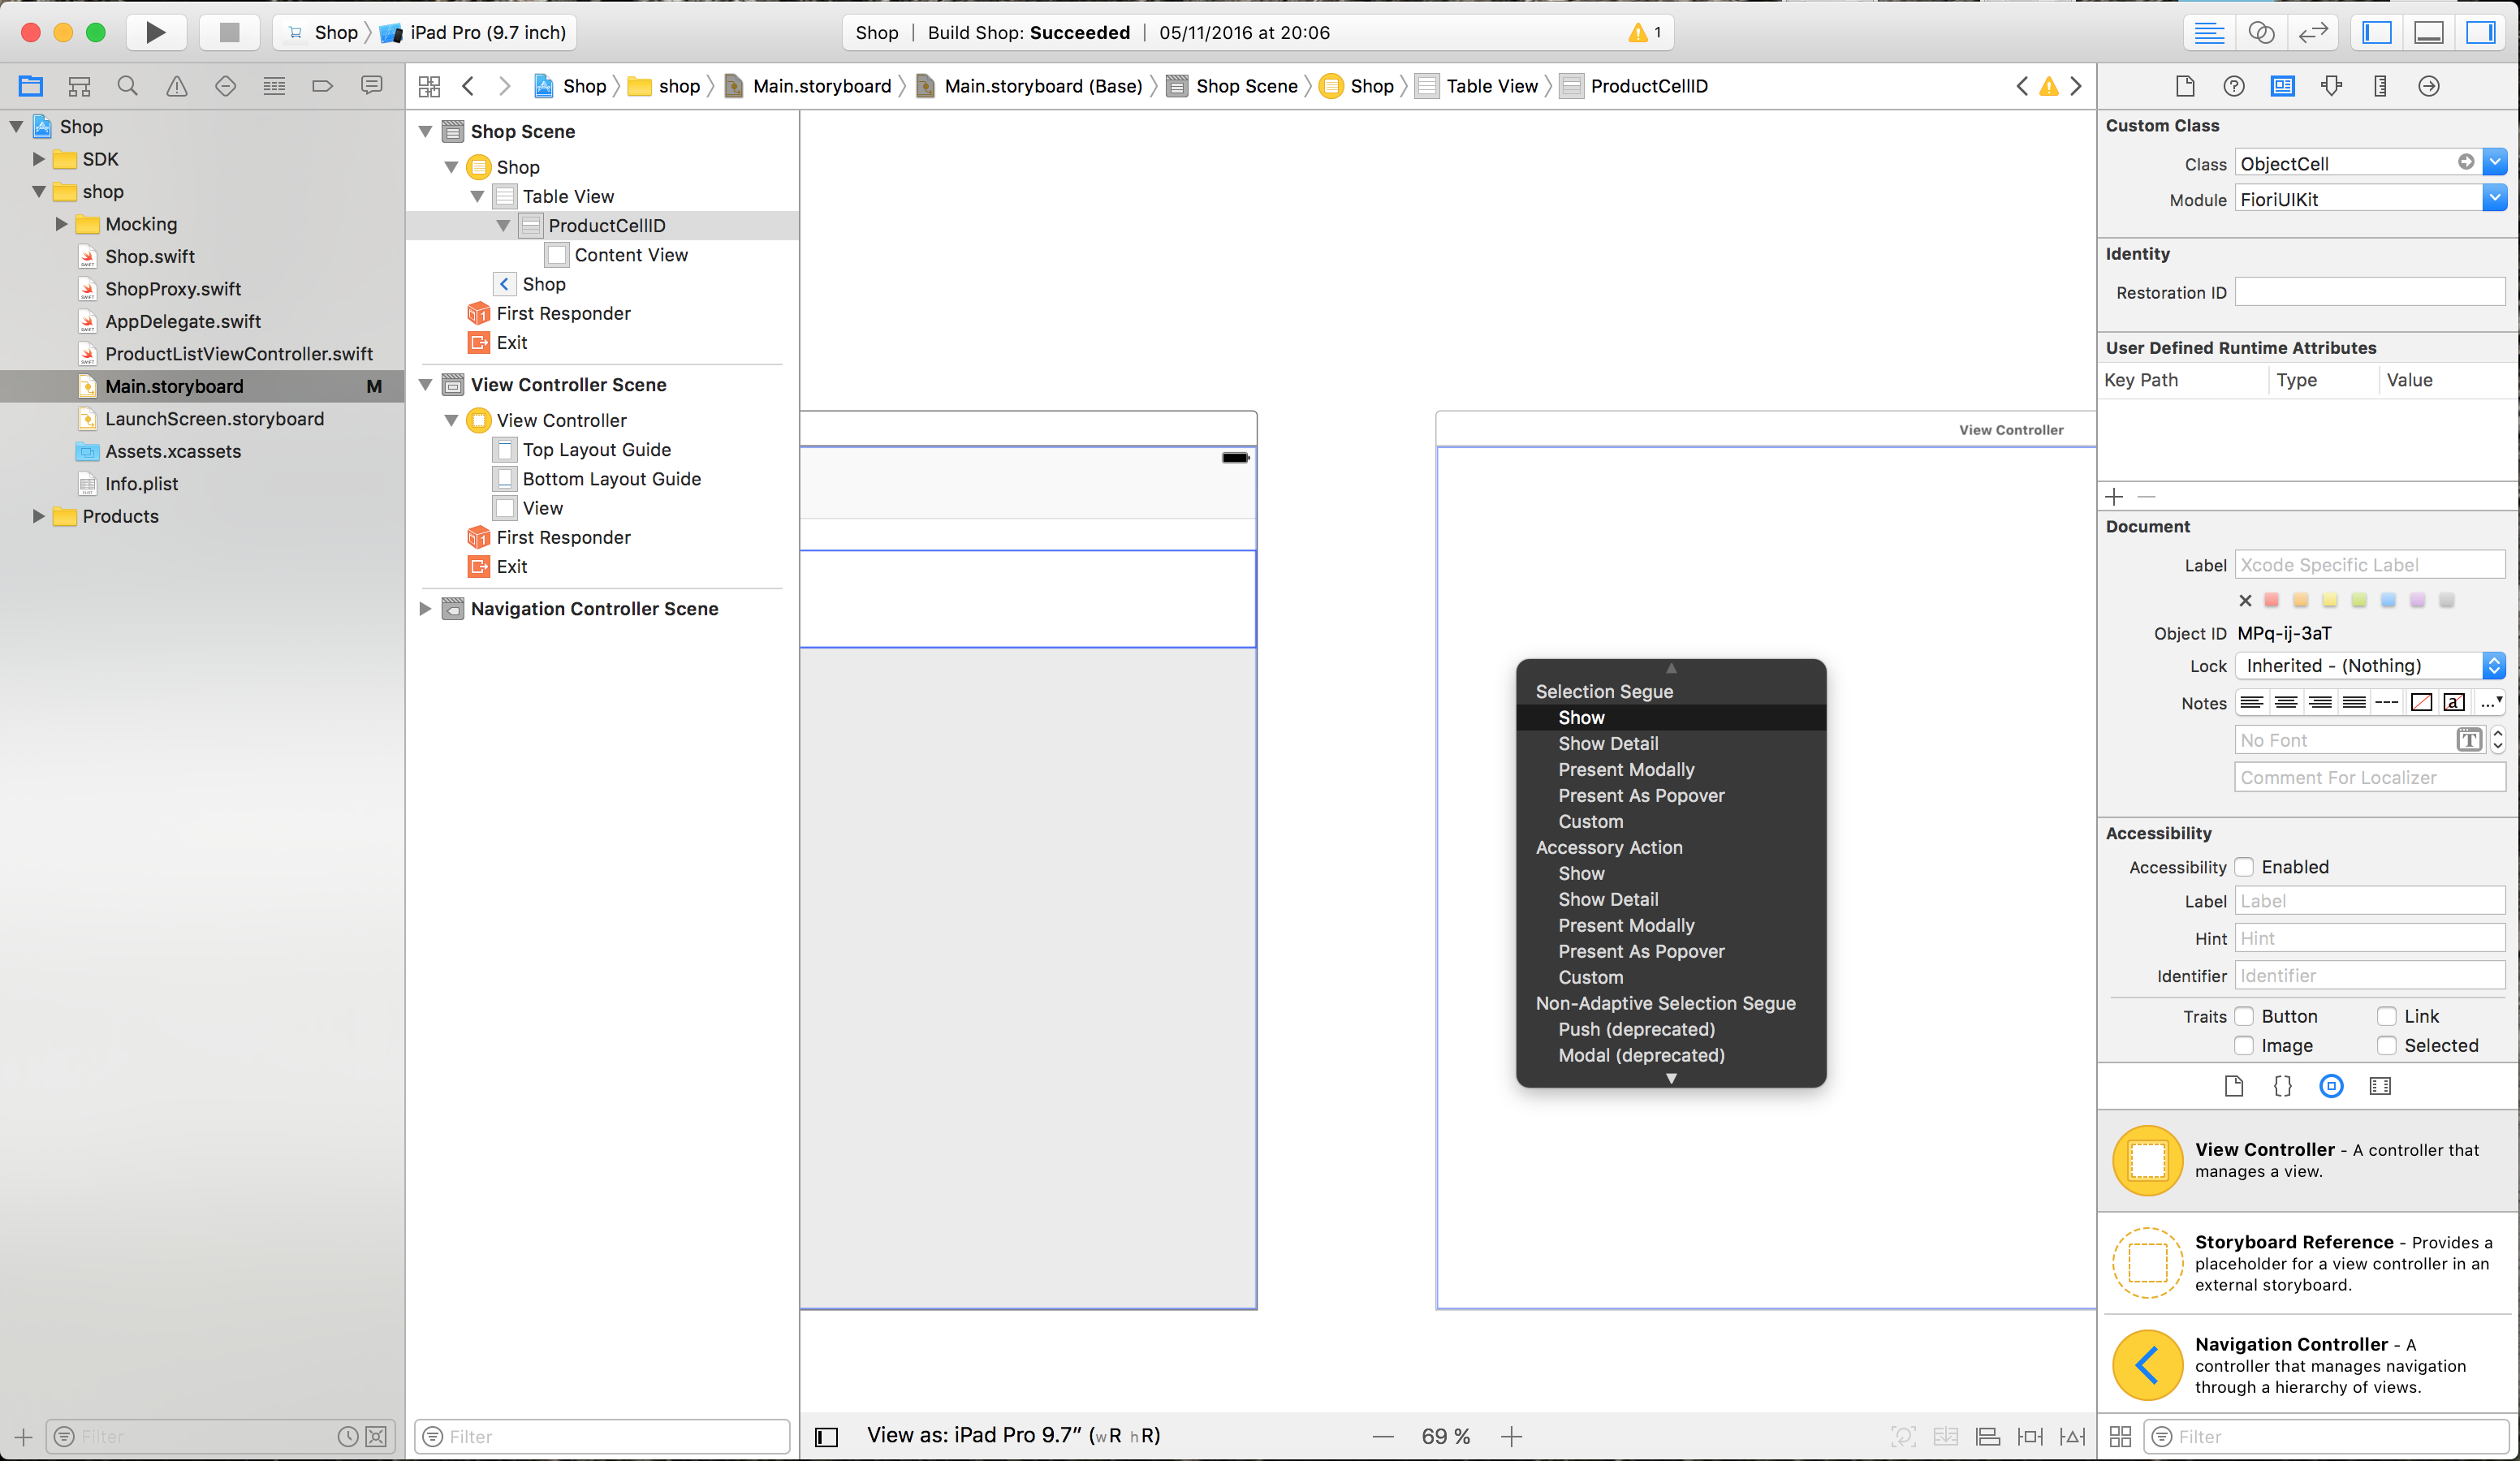 Shop
iPad Pro (9.7 inch)
Shop | Build Shop: Succeeded | 05/11/2016 at 20:06
1
Shop
shop
Main.storyboard
Main.storyboard (Base)
Shop Scene
Shop
Table View
ProductCellID
Shop
SDK
shop
Mocking
Shop.swift
ShopProxy.swift
AppDelegate.swift
ProductListViewController.swift
Main.storyboard M
LaunchScreen.storyboard
Assets.xcassets
Info.plist
Products
Filter
Shop Scene
Shop
Table View
ProductCellID
Content View
Shop
First Responder
Exit
View Controller Scene
View Controller
Top Layout Guide
Bottom Layout Guide
View
First Responder
Exit
Navigation Controller Scene
Filter
View Controller
Selection Segue
Show
Show Detail
Present Modally
Present As Popover
Custom
Accessory Action
Show
Show Detail
Present Modally
Present As Popover
Custom
Non-Adaptive Selection Segue
Push (deprecated)
Modal (deprecated)
View as: iPad Pro 9.7” (wR hR)
69 %
Custom Class
Class ObjectCell
Module FioriUIKit
Identity
Restoration ID
User Defined Runtime Attributes
Key Path Type Value
Document
Label Xcode Specific Label
Object ID MPq-ij-3aT
Lock Inherited - (Nothing)
Notes
No Font
Comment For Localizer
Accessibility
Accessibility Enabled
Label Label
Hint Hint
Identifier Identifier
Traits Button Link
Image Selected
View Controller - A controller that
manages a view.
Storyboard Reference - Provides a
placeholder for a view controller in an
external storyboard.
Navigation Controller - A
controller that manages navigation
through a hierarchy of views.
Filter